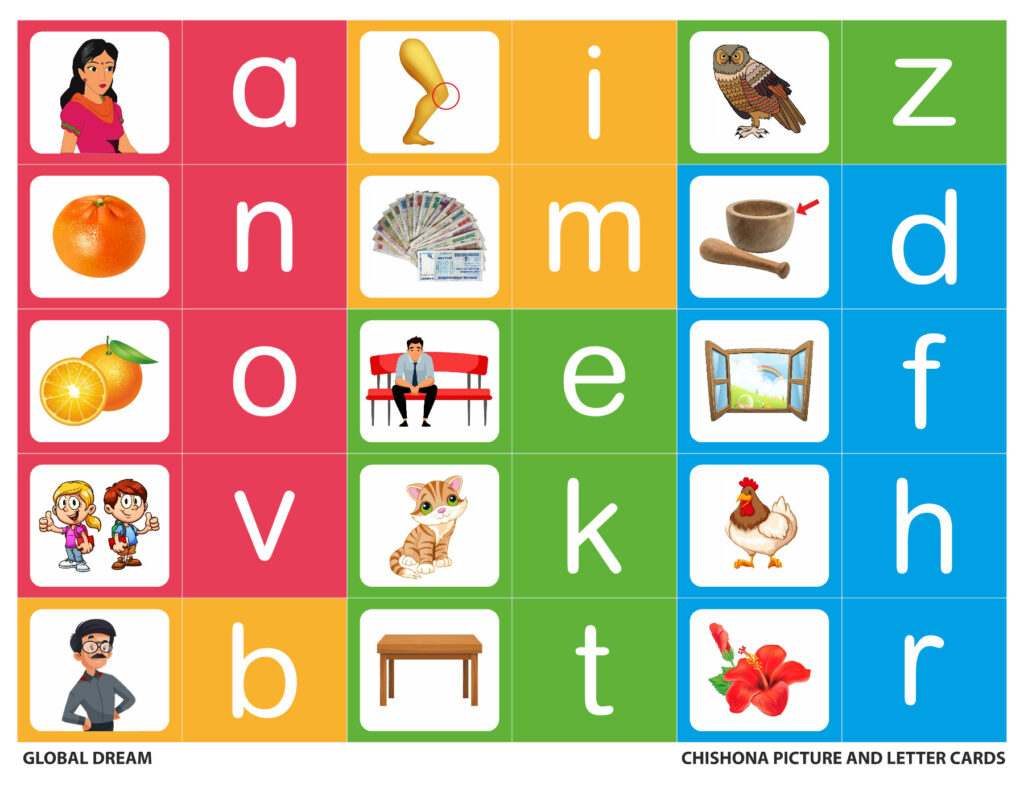 a i z
n m d
o e f
v k h
b t r
GLOBAL DREAM CHISHONA PICTURE AND LETTER CARDS